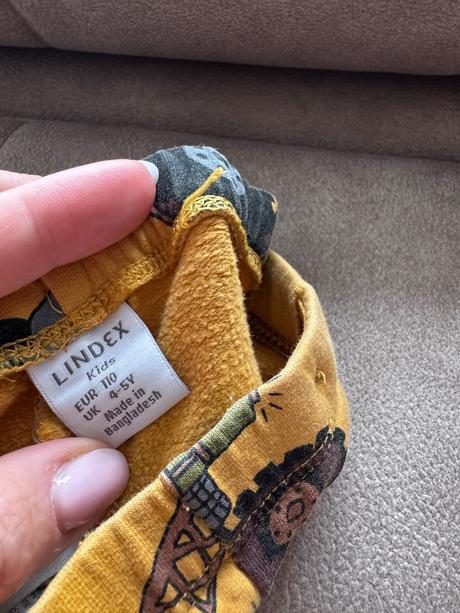 LINDEX
Kids
EUR 110
UK 4-5Y
Made in
Bangladesh